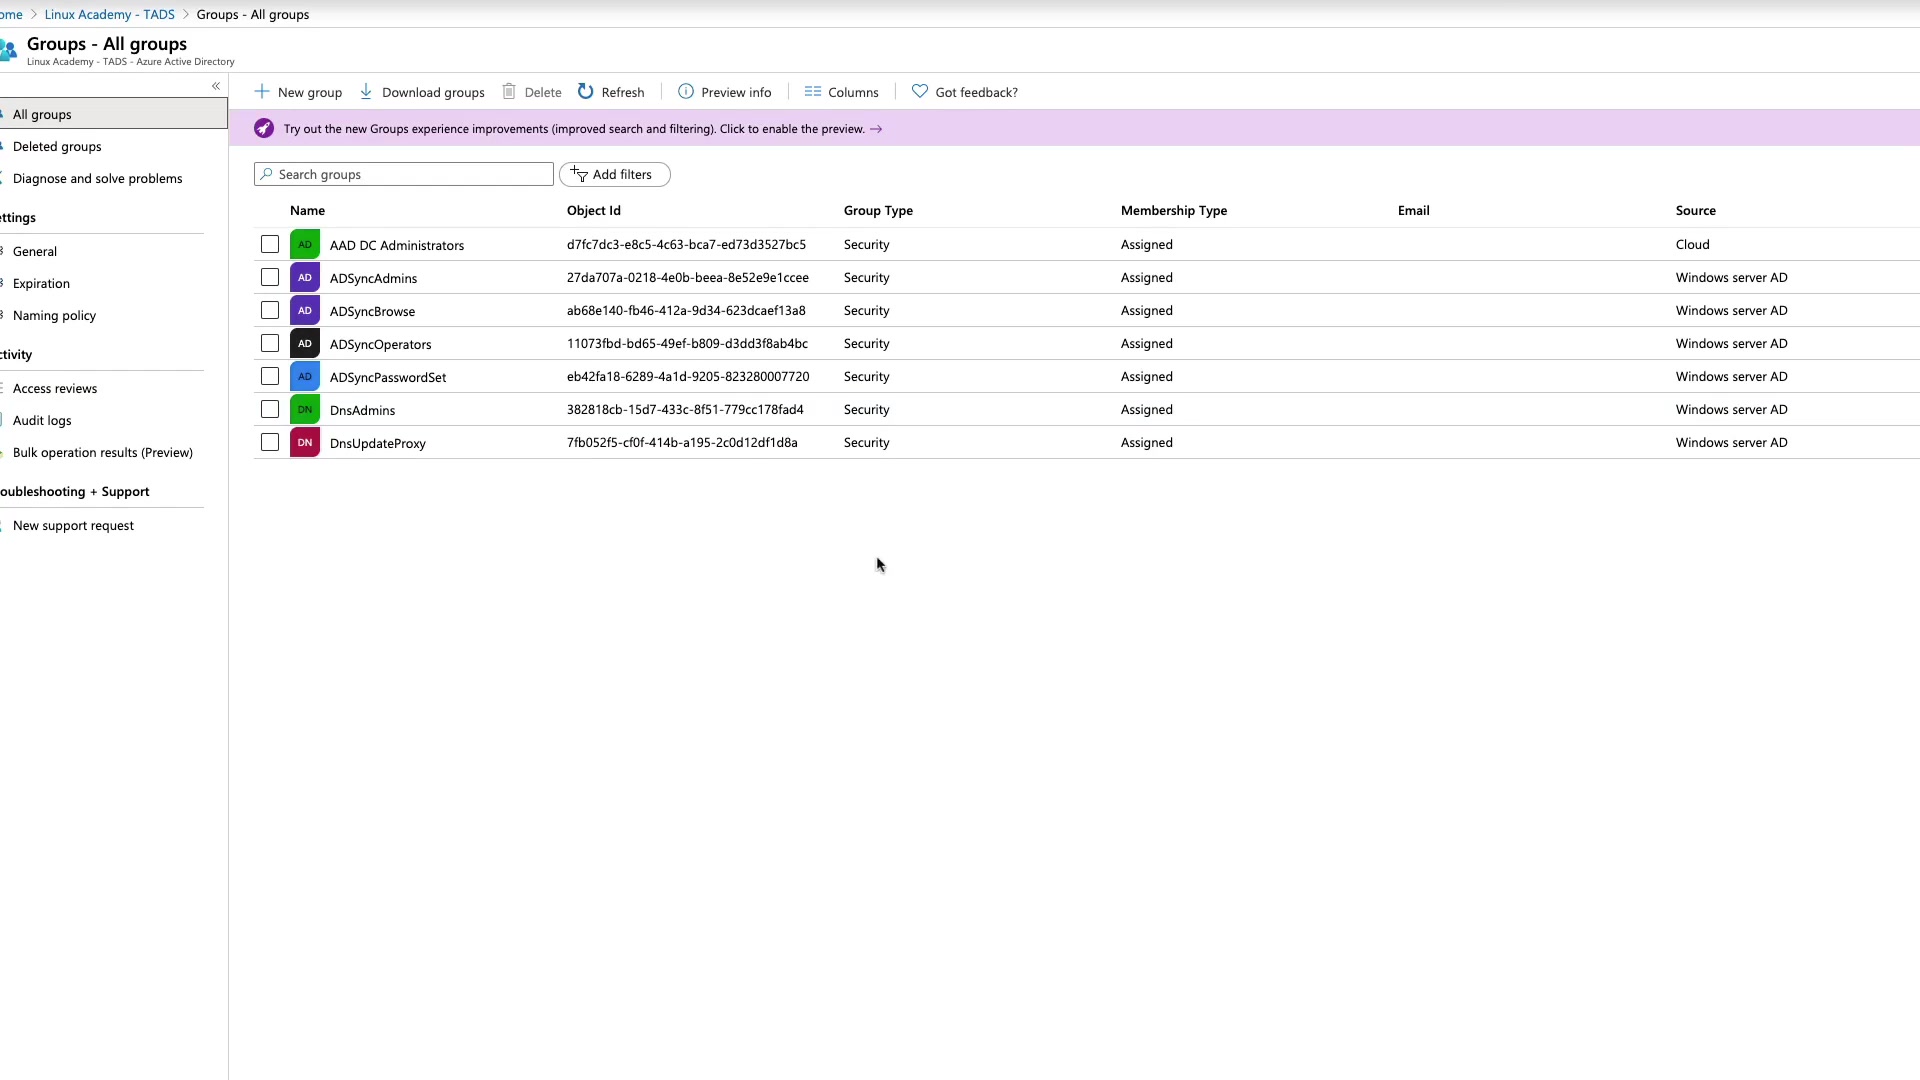 ome > Linux Academy - TADS > Groups - All groups
Groups - All groups
Linux Academy - TADS - Azure Active Directory
«
All groups
Deleted groups
Diagnose and solve problems
ettings
General
Expiration
Naming policy
ctivity
Access reviews
Audit logs
Bulk operation results (Preview)
oubleshooting + Support
New support request
New group Download groups Delete Refresh Preview info Columns Got feedback?
Try out the new Groups experience improvements (improved search and filtering). Click to enable the preview. →
Search groups Add filters
Name Object Id Group Type Membership Type Email Source
AD AAD DC Administrators d7fc7dc3-e8c5-4c63-bca7-ed73d3527bc5 Security Assigned Cloud
AD ADSyncAdmins 27da707a-0218-4e0b-beea-8e52e9e1ccee Security Assigned Windows server AD
AD ADSyncBrowse ab68e140-fb46-412a-9d34-623dcaef13a8 Security Assigned Windows server AD
AD ADSyncOperators 11073fbd-bd65-49ef-b809-d3dd3f8ab4bc Security Assigned Windows server AD
AD ADSyncPasswordSet eb42fa18-6289-4a1d-9205-823280007720 Security Assigned Windows server AD
DN DnsAdmins 382818cb-15d7-433c-8f51-779cc178fad4 Security Assigned Windows server AD
DN DnsUpdateProxy 7fb052f5-cf0f-414b-a195-2c0d12df1d8a Security Assigned Windows server AD